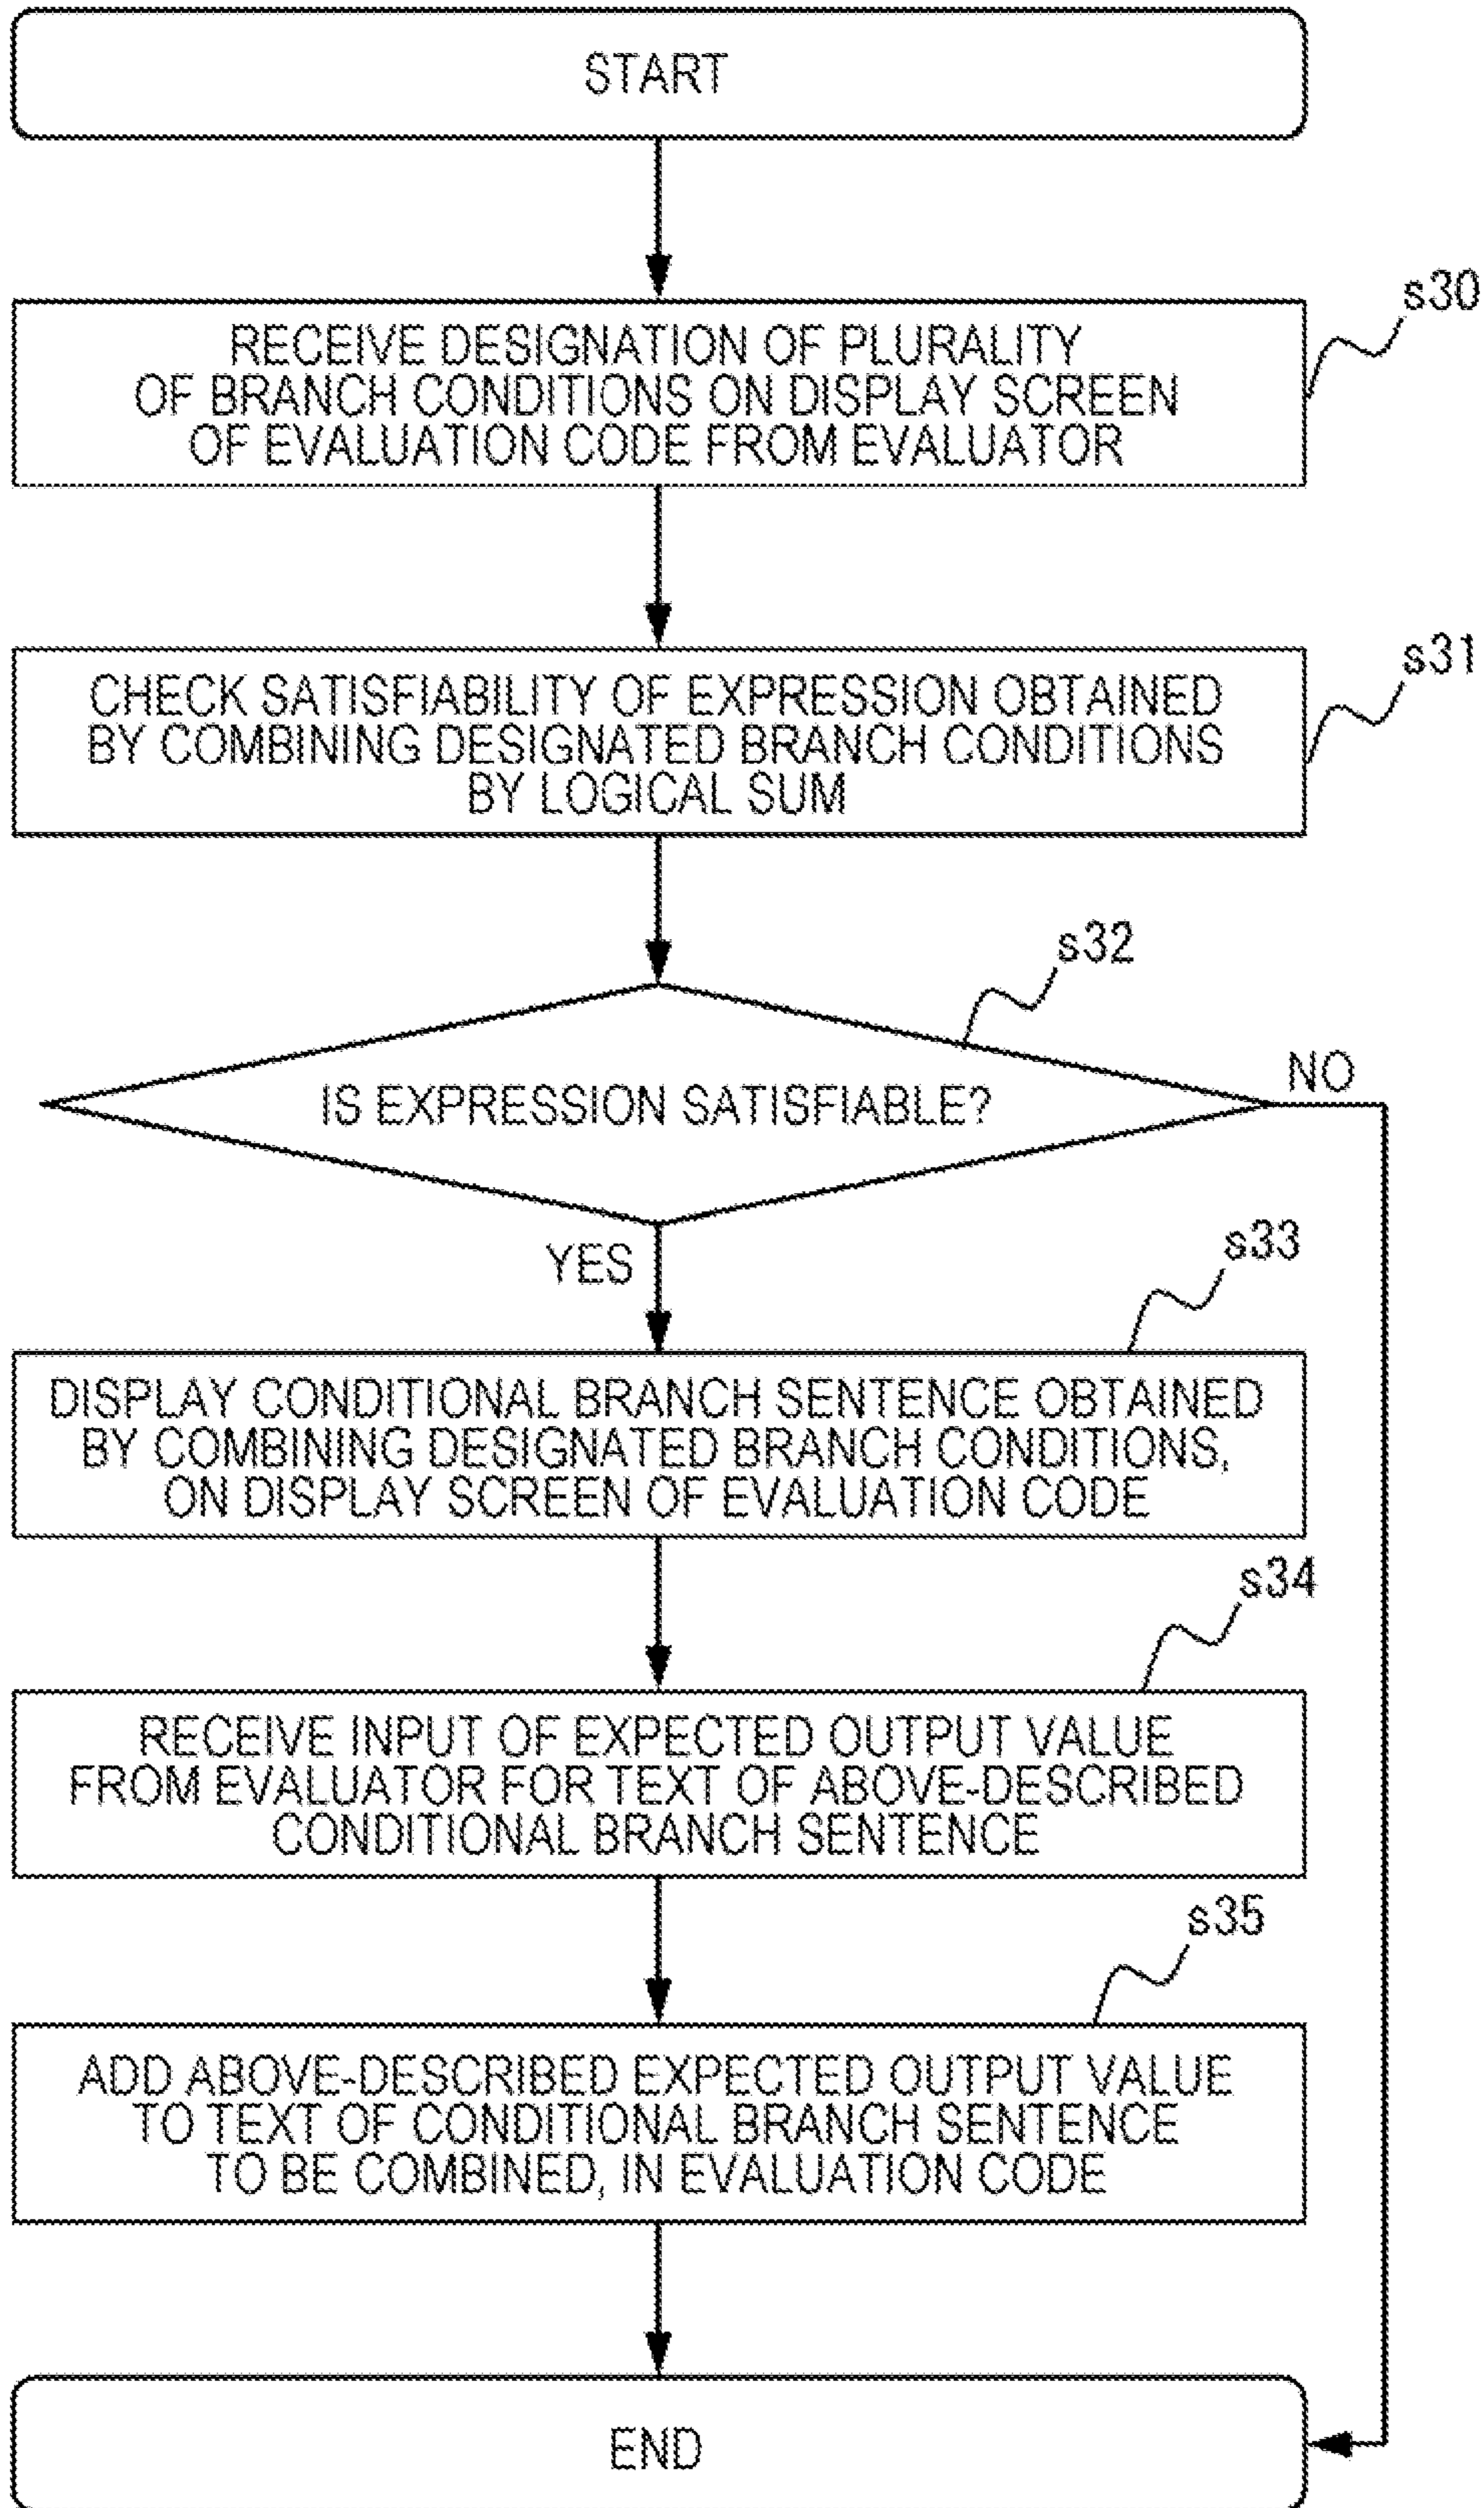 START
s30
RECEIVE DESIGNATION OF PLURALITY
OF BRANCH CONDITIONS ON DISPLAY SCREEN
OF EVALUATION CODE FROM EVALUATOR
s31
CHECK SATISFIABILITY OF EXPRESSION OBTAINED
BY COMBINING DESIGNATED BRANCH CONDITIONS
BY LOGICAL SUM
s32
IS EXPRESSION SATISFIABLE?
NO
YES
s33
DISPLAY CONDITIONAL BRANCH SENTENCE OBTAINED
BY COMBINING DESIGNATED BRANCH CONDITIONS,
ON DISPLAY SCREEN OF EVALUATION CODE
s34
RECEIVE INPUT OF EXPECTED OUTPUT VALUE
FROM EVALUATOR FOR TEXT OF ABOVE-DESCRIBED
CONDITIONAL BRANCH SENTENCE
s35
ADD ABOVE-DESCRIBED EXPECTED OUTPUT VALUE
TO TEXT OF CONDITIONAL BRANCH SENTENCE
TO BE COMBINED, IN EVALUATION CODE
END